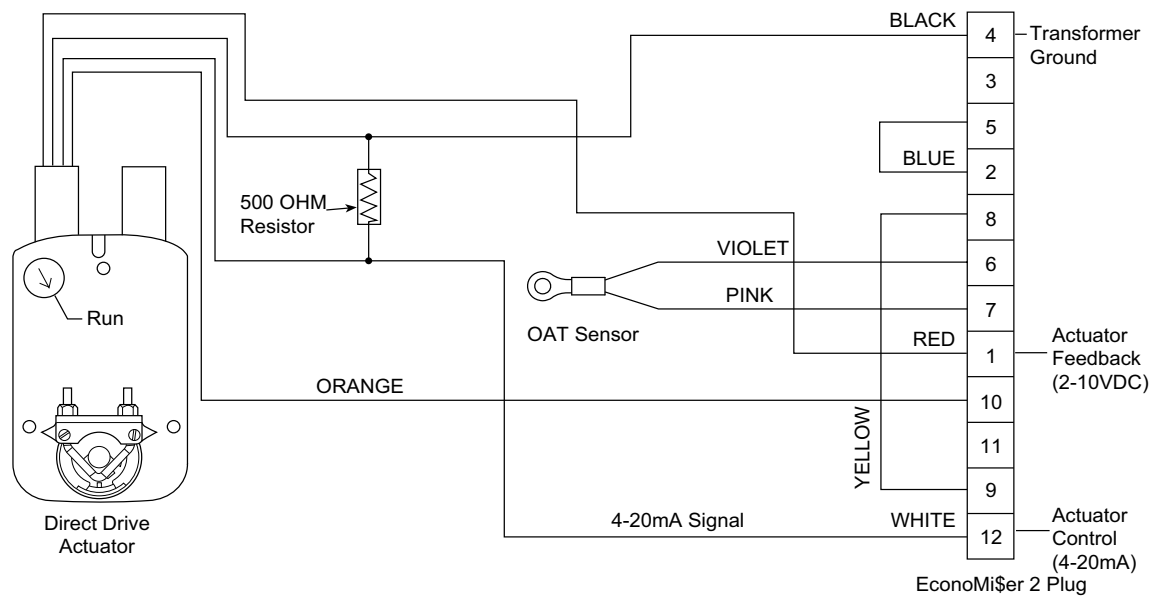 BLACK
4
Transformer
Ground
3
5
BLUE
2
500 OHM
Resistor
8
VIOLET
6
PINK
7
Run
OAT Sensor
RED
1
Actuator
Feedback
(2-10VDC)
ORANGE
10
YELLOW
11
9
4-20mA Signal
WHITE
12
Actuator
Control
(4-20mA)
Direct Drive
Actuator
EconoMi$er 2 Plug